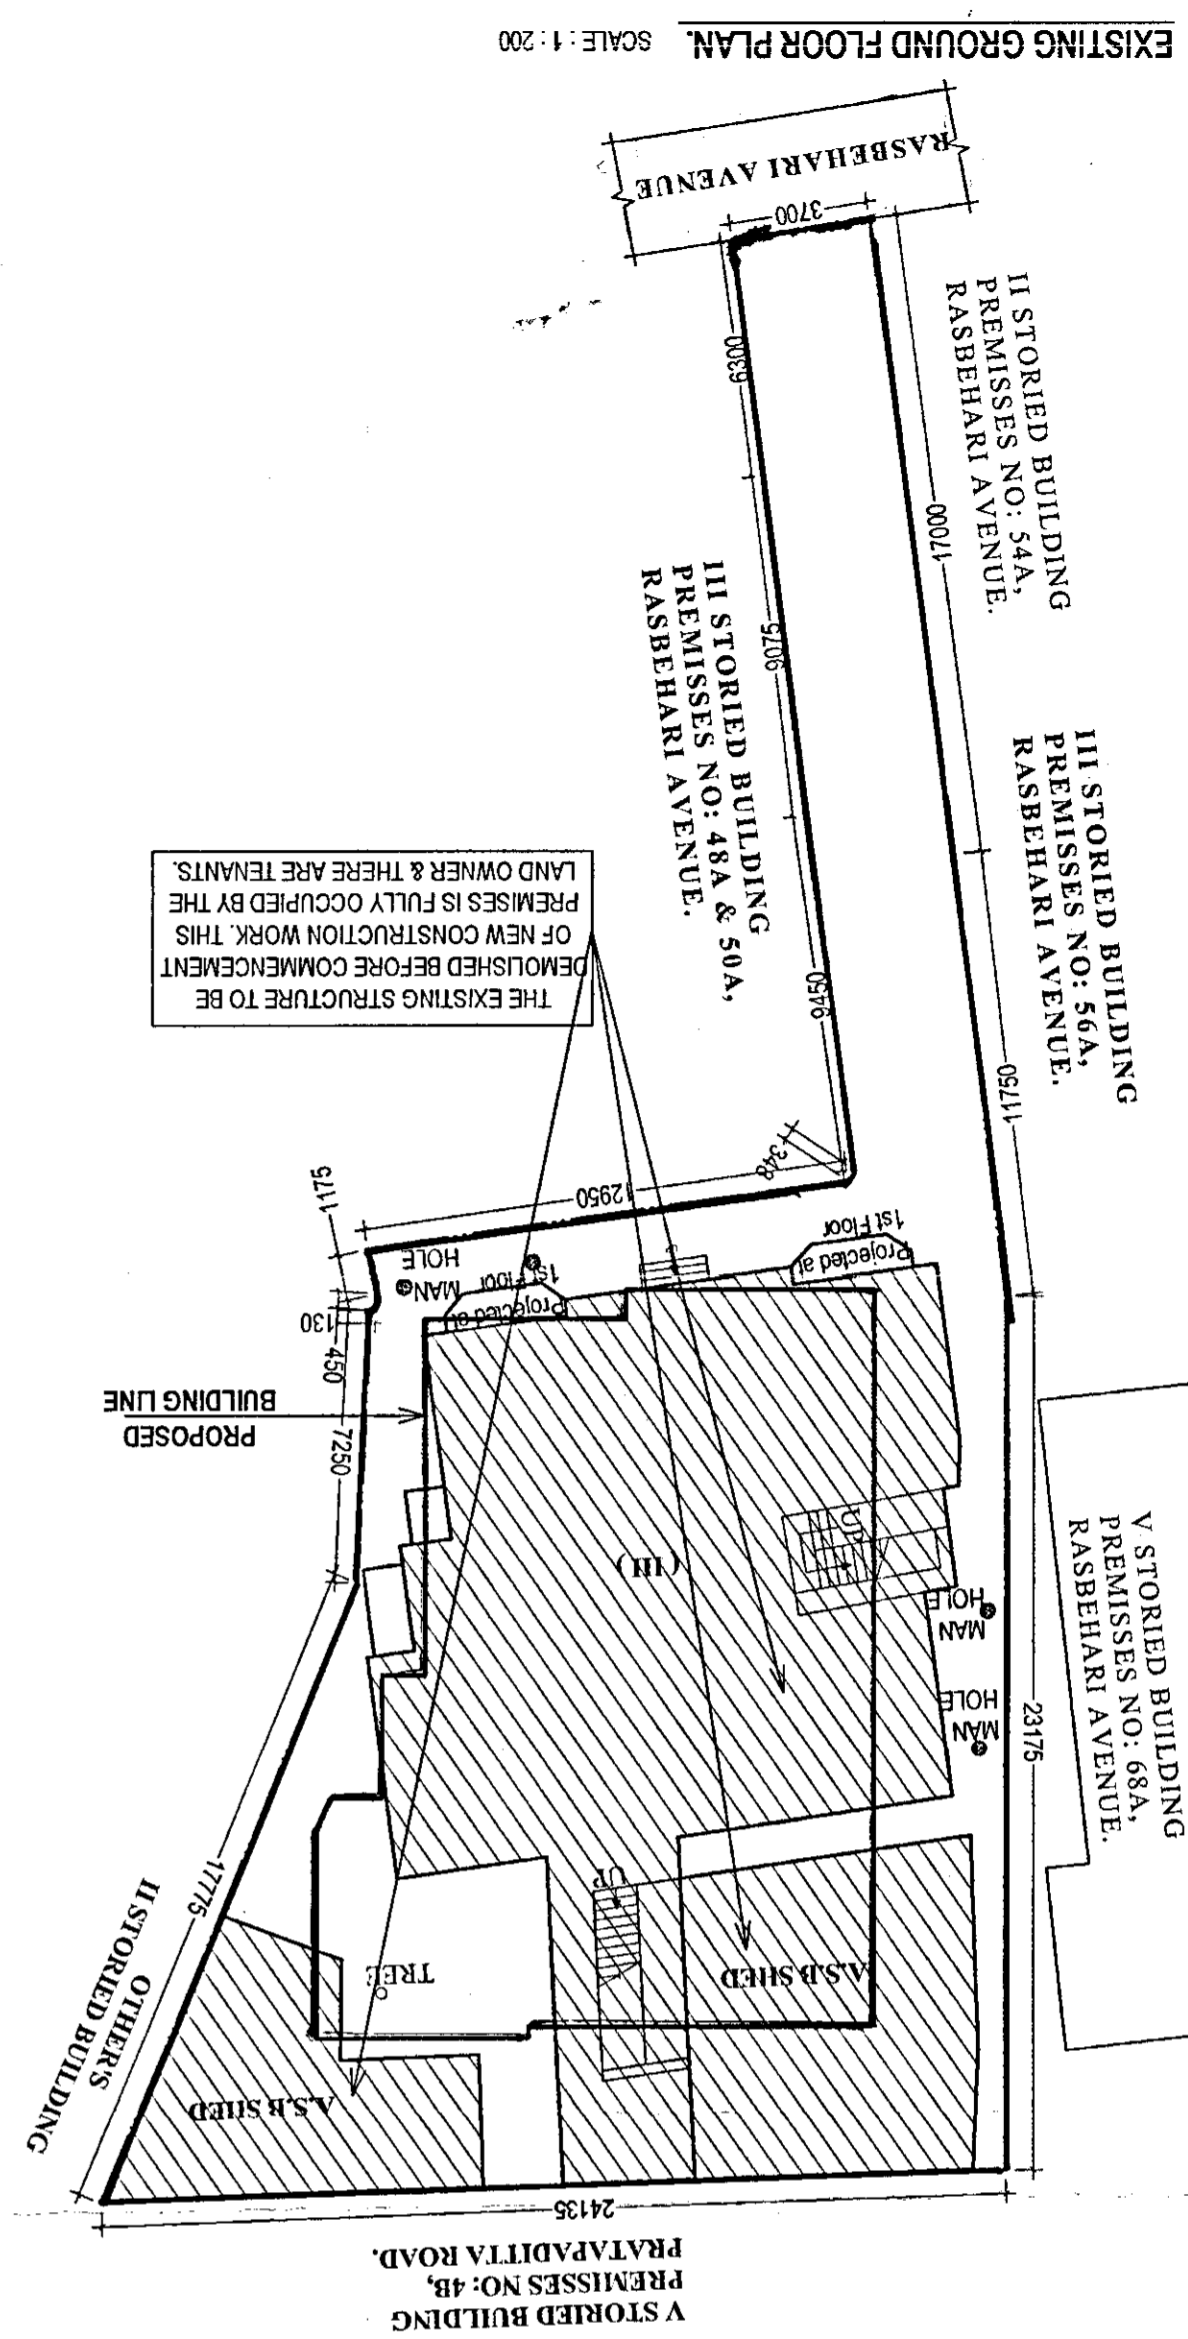 V STORIED BUILDING
PREMISSES NO: 4B,
PRATAPADITTA ROAD.
24135
A.S.B SHED
OTHER'S
II STORIED BUILDING
17775
TREE
A.S.B SHED
UP
23175
MAN
HOLE
MAN
HOLE
V STORIED BUILDING
PREMISSES NO: 68A,
RASBEHARI AVENUE.
( III )
UP
PROPOSED
BUILDING LINE
7250
450
130
1175
Projected at
1st Floor
MAN
HOLE
Projected at
1st Floor
12950
348
THE EXISTING STRUCTURE TO BE
DEMOLISHED BEFORE COMMENCEMENT
OF NEW CONSTRUCTION WORK. THIS
PREMISES IS FULLY OCCUPIED BY THE
LAND OWNER & THERE ARE TENANTS.
9450
9075
6300
III STORIED BUILDING
PREMISSES NO: 48A & 50A,
RASBEHARI AVENUE.
11750
III STORIED BUILDING
PREMISSES NO: 56A,
RASBEHARI AVENUE.
17000
II STORIED BUILDING
PREMISSES NO: 54A,
RASBEHARI AVENUE.
3700
RASBEHARI AVENUE
EXISTING GROUND FLOOR PLAN.
SCALE : 1 : 200